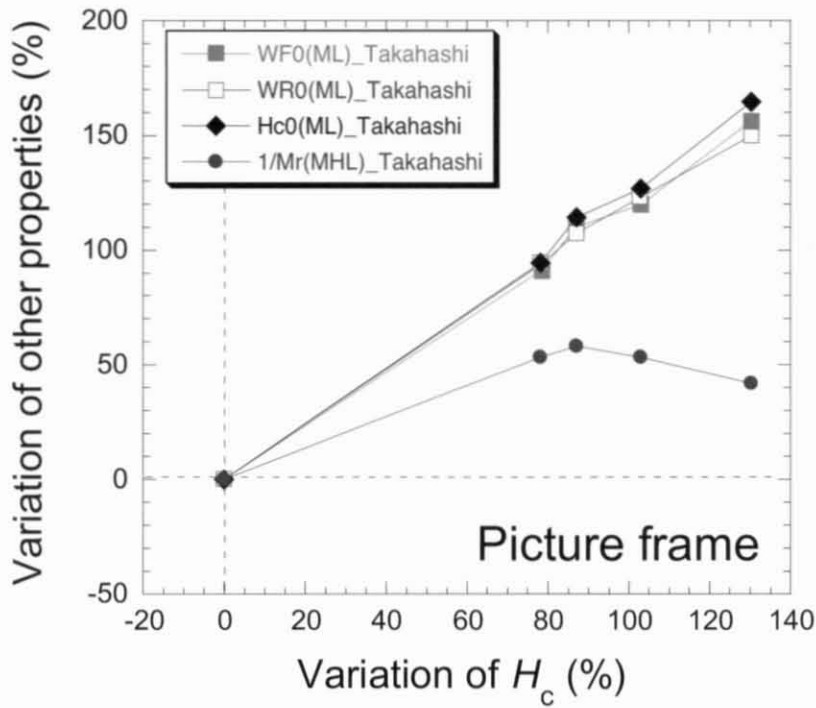 200
150
100
50
0
-50
-20
0
20
40
60
80
100
120
140
Variation of other properties (%)
WF0(ML)_Takahashi
WR0(ML)_Takahashi
Hc0(ML)_Takahashi
1/Mr(MHL)_Takahashi
Picture frame
Variation of Hc (%)